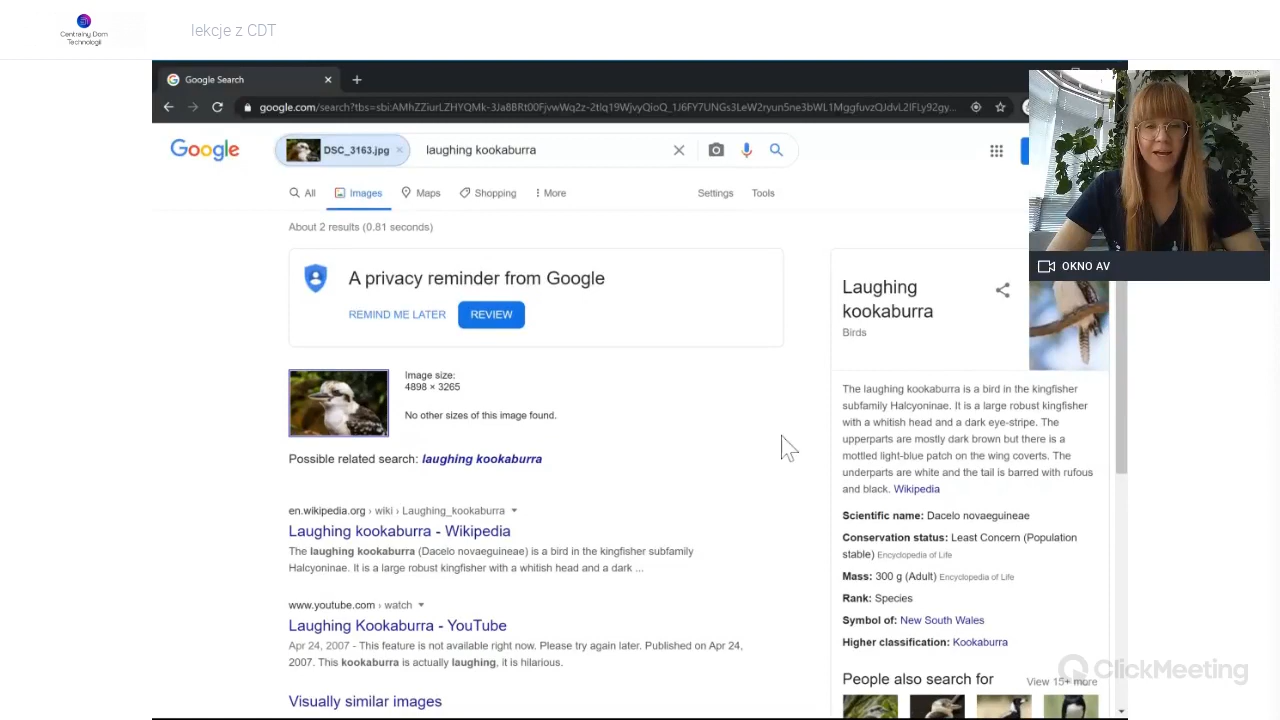 Centralny Dom
Technologii
lekcje z CDT
Google Search
google.com/search?tbs=sbi:AMhZZiurLZHYQMk-3Ja8BRt00FjvwWq2z-2tlq19WjvyQioQ_1J6FY7UNGs3LeW2ryun5ne3bWL1MggfuvzQJdvL2IFLy92gy...
Google
DSC_3163.jpg
laughing kookaburra
All
Images
Maps
Shopping
More
Settings
Tools
About 2 results (0.81 seconds)
A privacy reminder from Google
REMIND ME LATER
REVIEW
Image size:
4898 × 3265
No other sizes of this image found.
Possible related search: laughing kookaburra
en.wikipedia.org › wiki › Laughing_kookaburra
Laughing kookaburra - Wikipedia
The laughing kookaburra (Dacelo novaeguineae) is a bird in the kingfisher subfamily
Halcyoninae. It is a large robust kingfisher with a whitish head and a dark ...
www.youtube.com › watch
Laughing Kookaburra - YouTube
Apr 24, 2007 - This feature is not available right now. Please try again later. Published on Apr 24,
2007. This kookaburra is actually laughing, it is hilarious.
Visually similar images
OKNO AV
Laughing
kookaburra
Birds
The laughing kookaburra is a bird in the kingfisher
subfamily Halcyoninae. It is a large robust kingfisher
with a whitish head and a dark eye-stripe. The
upperparts are mostly dark brown but there is a
mottled light-blue patch on the wing coverts. The
underparts are white and the tail is barred with rufous
and black. Wikipedia
Scientific name: Dacelo novaeguineae
Conservation status: Least Concern (Population
stable) Encyclopedia of Life
Mass: 300 g (Adult) Encyclopedia of Life
Rank: Species
Symbol of: New South Wales
Higher classification: Kookaburra
People also search for
View 15+ more
ClickMeeting